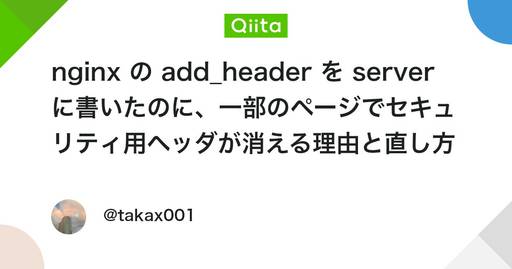 Qiita
nginx の add_header を server
に書いたのに、一部のページでセキュ
リティ用ヘッダが消える理由と直し方
@takax001